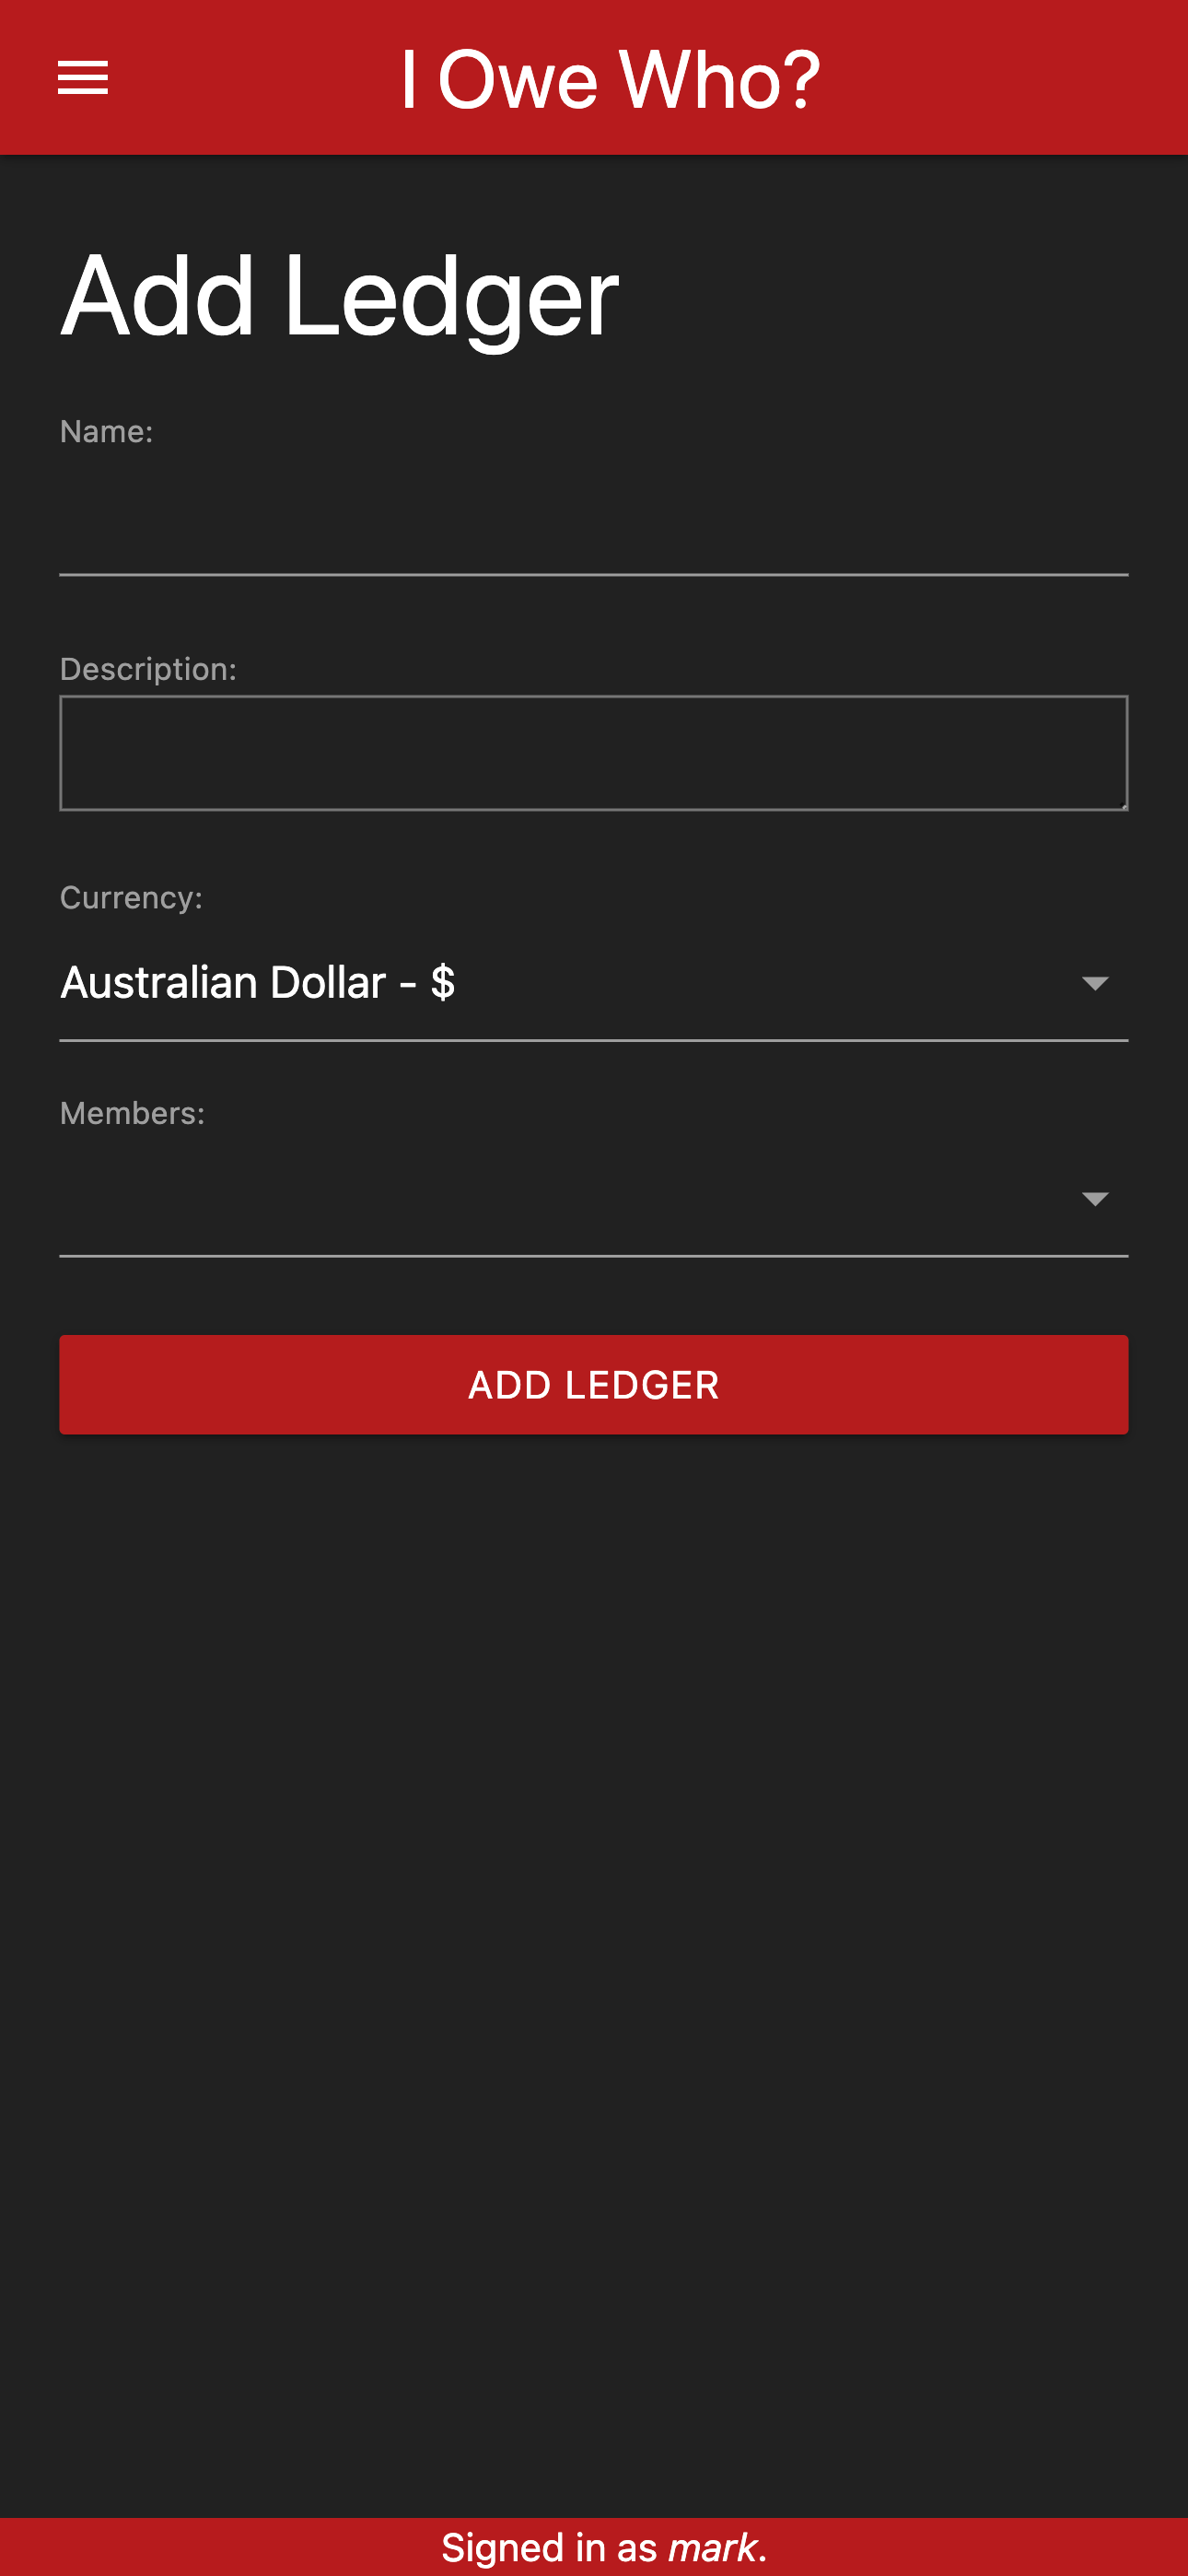 I Owe Who?
Add Ledger
Name:
Description:
Currency:
Australian Dollar - $
Members:
ADD LEDGER
Signed in as mark.